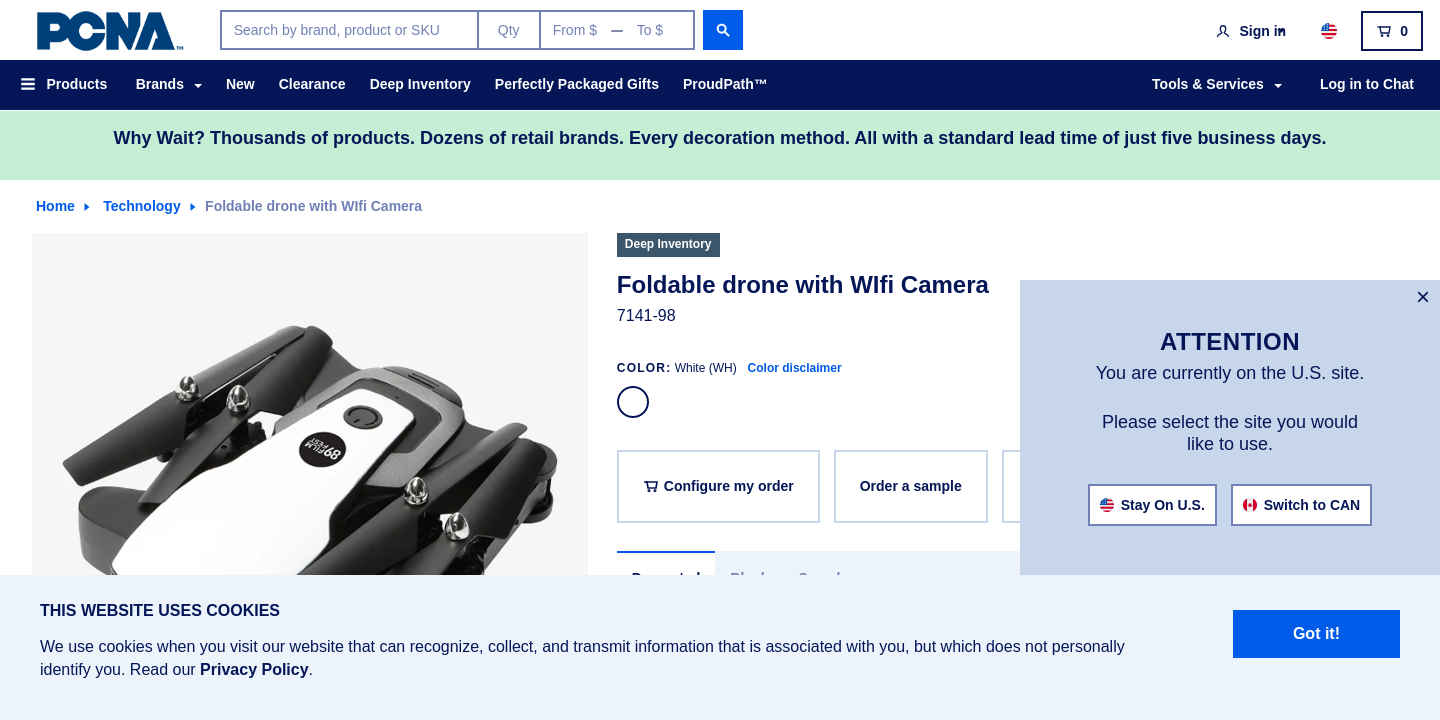 PCNA™
Search by brand, product or SKU
Qty
From $ — To $
Sign in
0
Products
Brands
New
Clearance
Deep Inventory
Perfectly Packaged Gifts
ProudPath™
Tools & Services
Log in to Chat
Why Wait? Thousands of products. Dozens of retail brands. Every decoration method. All with a standard lead time of just five business days.
Home
Technology
Foldable drone with WIfi Camera
Deep Inventory
Foldable drone with WIfi Camera
7141-98
COLOR: White (WH) Color disclaimer
Configure my order
Order a sample
89 FILM FEST
×
ATTENTION
You are currently on the U.S. site.
Please select the site you would
like to use.
Stay On U.S.
Switch to CAN
THIS WEBSITE USES COOKIES
We use cookies when you visit our website that can recognize, collect, and transmit information that is associated with you, but which does not personally
identify you. Read our Privacy Policy.
Got it!